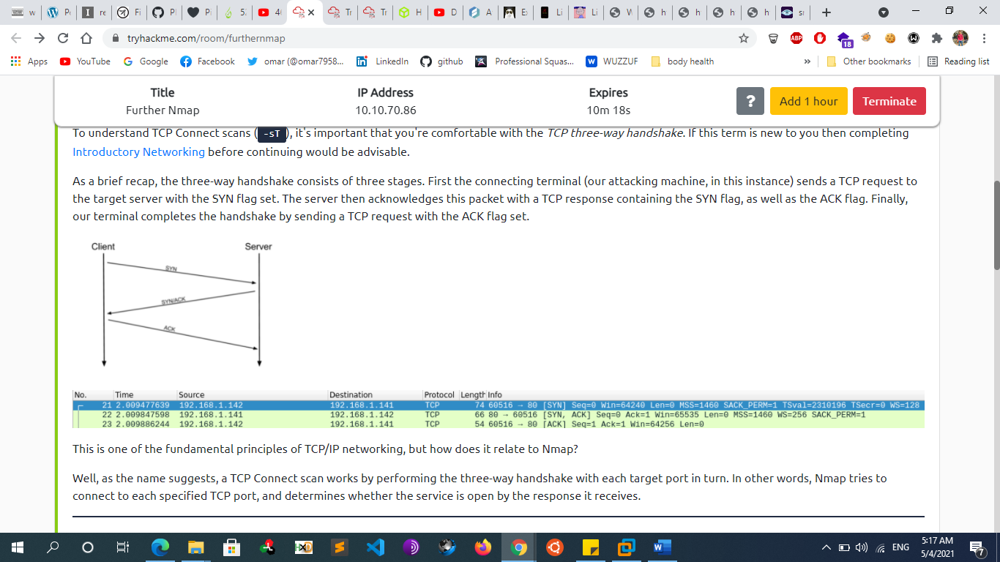 w
Po
re
Fi
Pl
Pi
5:
4(
Tr
Tr
H
D
A
E
Li
Li
W
h
h
h
h
sr
tryhackme.com/room/furthernmap
ABP
18
Apps
YouTube
Google
Facebook
omar (@omar7958...
LinkedIn
github
Professional Squas...
WUZZUF
body health
»
Other bookmarks
Reading list
Title
IP Address
Expires
Further Nmap
10.10.70.86
10m 18s
?
Add 1 hour
Terminate
To understand TCP Connect scans ( -sT ), it's important that you're comfortable with the TCP three-way handshake. If this term is new to you then completing
Introductory Networking before continuing would be advisable.
As a brief recap, the three-way handshake consists of three stages. First the connecting terminal (our attacking machine, in this instance) sends a TCP request to
the target server with the SYN flag set. The server then acknowledges this packet with a TCP response containing the SYN flag, as well as the ACK flag. Finally,
our terminal completes the handshake by sending a TCP request with the ACK flag set.
Client
Server
SYN
SYN/ACK
ACK
No. Time Source Destination Protocol Length Info
21 2.009477639 192.168.1.142 192.168.1.141 TCP 74 60516 → 80 [SYN] Seq=0 Win=64240 Len=0 MSS=1460 SACK_PERM=1 TSval=2310196 TSecr=0 WS=128
22 2.009847598 192.168.1.141 192.168.1.142 TCP 66 80 → 60516 [SYN, ACK] Seq=0 Ack=1 Win=65535 Len=0 MSS=1460 WS=256 SACK_PERM=1
23 2.009886244 192.168.1.142 192.168.1.141 TCP 54 60516 → 80 [ACK] Seq=1 Ack=1 Win=64256 Len=0
This is one of the fundamental principles of TCP/IP networking, but how does it relate to Nmap?
Well, as the name suggests, a TCP Connect scan works by performing the three-way handshake with each target port in turn. In other words, Nmap tries to
connect to each specified TCP port, and determines whether the service is open by the response it receives.
ENG
5:17 AM
5/4/2021
7